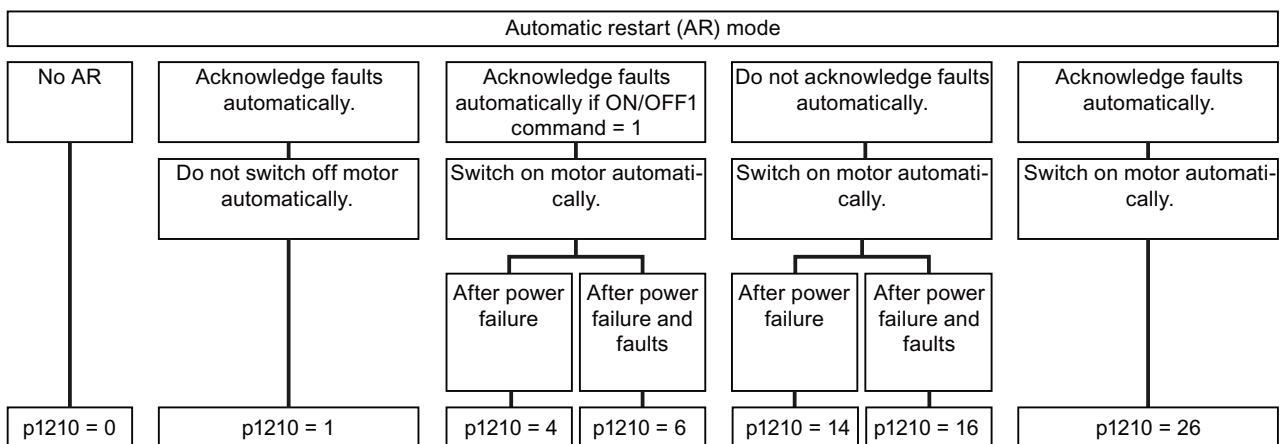 Automatic restart (AR) mode
No AR
Acknowledge faults
automatically.
Acknowledge faults
automatically if ON/OFF1
command = 1
Do not acknowledge faults
automatically.
Acknowledge faults
automatically.
Do not switch off motor
automatically.
Switch on motor automati-
cally.
Switch on motor automati-
cally.
Switch on motor automati-
cally.
After power
failure
After power
failure and
faults
After power
failure
After power
failure and
faults
p1210 = 0
p1210 = 1
p1210 = 4
p1210 = 6
p1210 = 14
p1210 = 16
p1210 = 26